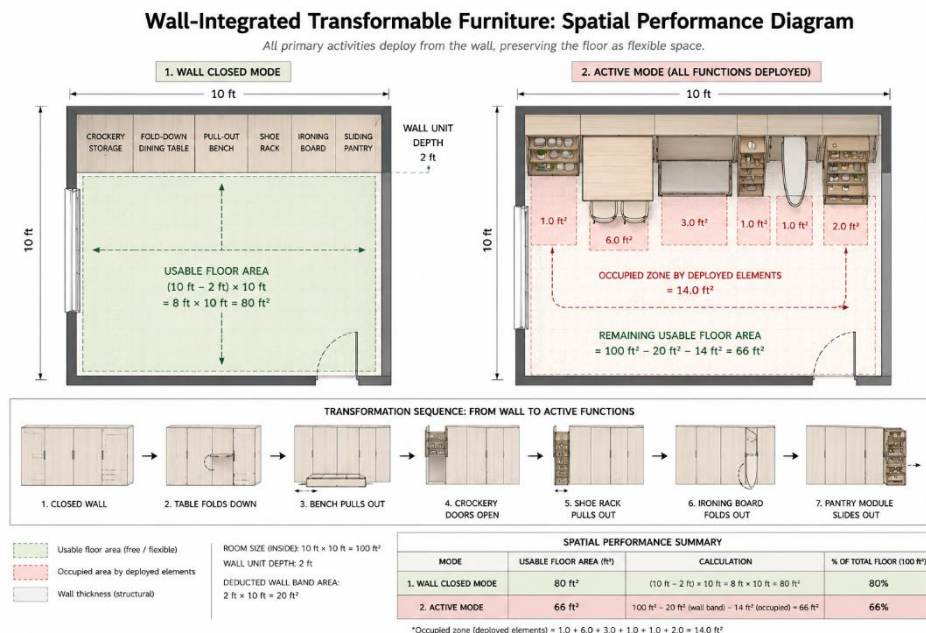 Wall-Integrated Transformable Furniture: Spatial Performance Diagram
All primary activities deploy from the wall, preserving the floor as flexible space.
1. WALL CLOSED MODE
10 ft
10 ft
CROCKERY
STORAGE
FOLD-DOWN
DINING TABLE
PULL-OUT
BENCH
SHOE
RACK
IRONING
BOARD
SLIDING
PANTRY
WALL UNIT
DEPTH
2 ft
USABLE FLOOR AREA
(10 ft – 2 ft) × 10 ft
= 8 ft × 10 ft = 80 ft²
2. ACTIVE MODE (ALL FUNCTIONS DEPLOYED)
10 ft
10 ft
1.0 ft²
6.0 ft²
3.0 ft²
1.0 ft²
1.0 ft²
2.0 ft²
OCCUPIED ZONE BY DEPLOYED ELEMENTS
= 14.0 ft²
REMAINING USABLE FLOOR AREA
= 100 ft² – 20 ft² – 14 ft² = 66 ft²
TRANSFORMATION SEQUENCE: FROM WALL TO ACTIVE FUNCTIONS
1. CLOSED WALL
2. TABLE FOLDS DOWN
3. BENCH PULLS OUT
4. CROCKERY
DOORS OPEN
5. SHOE RACK
PULLS OUT
6. IRONING BOARD
FOLDS OUT
7. PANTRY MODULE
SLIDES OUT
Usable floor area (free / flexible)
Occupied area by deployed elements
Wall thickness (structural)
ROOM SIZE (INSIDE): 10 ft × 10 ft = 100 ft²
WALL UNIT DEPTH: 2 ft
DEDUCTED WALL BAND AREA:
2 ft × 10 ft = 20 ft²
SPATIAL PERFORMANCE SUMMARY
MODE USABLE FLOOR AREA (ft²) CALCULATION % OF TOTAL FLOOR (100 ft²)
1. WALL CLOSED MODE 80 ft² (10 ft – 2 ft) × 10 ft = 8 ft × 10 ft = 80 ft² 80%
2. ACTIVE MODE 66 ft² 100 ft² – 20 ft² (wall band) – 14 ft² (occupied) = 66 ft² 66%
*Occupied zone (deployed elements) = 1.0 + 6.0 + 3.0 + 1.0 + 1.0 + 2.0 = 14.0 ft²